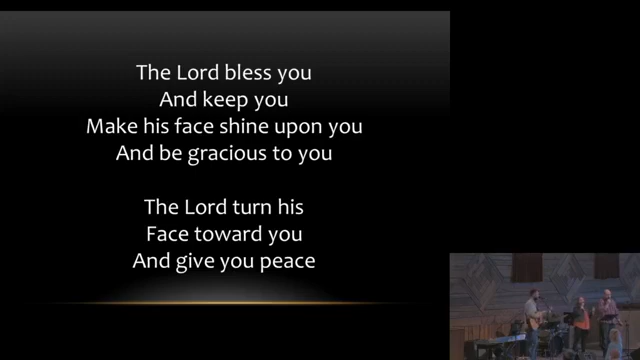 The Lord bless you
And keep you
Make his face shine upon you
And be gracious to you
The Lord turn his
Face toward you
And give you peace